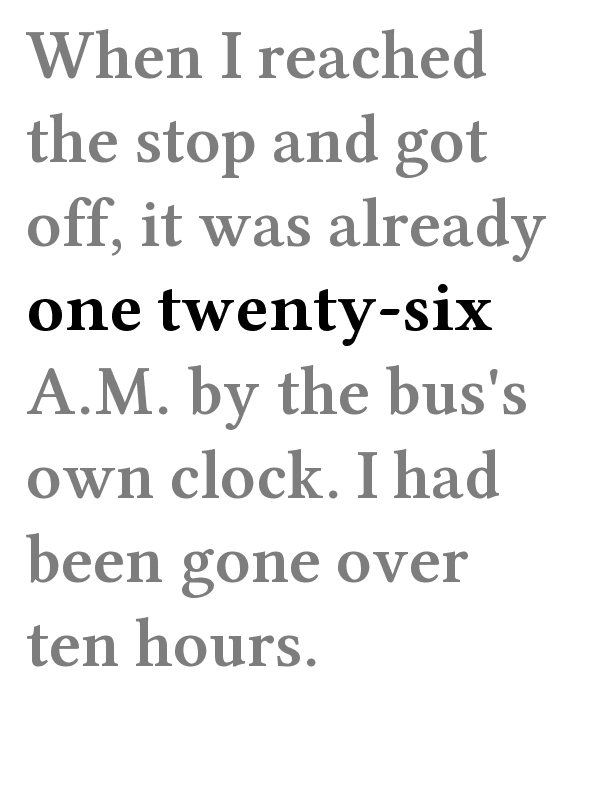 When I reached
the stop and got
off, it was already
one twenty-six
A.M. by the bus's
own clock. I had
been gone over
ten hours.